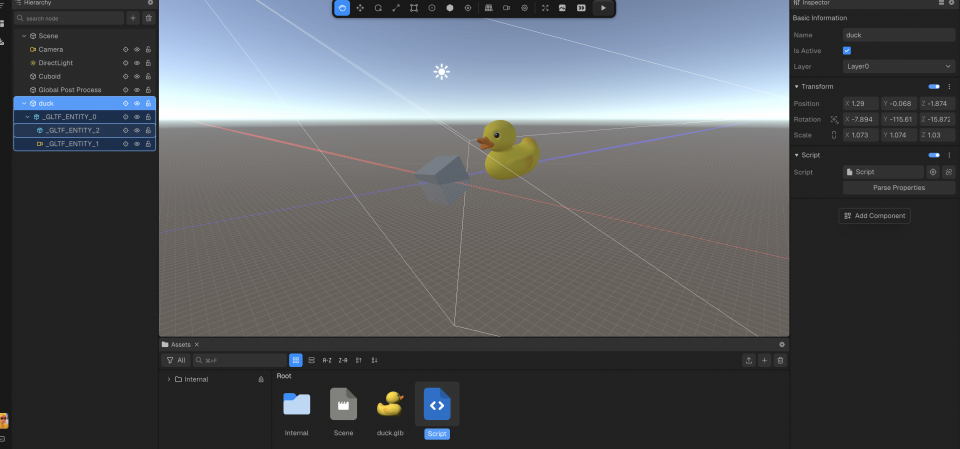 Hierarchy
search node
Scene
Camera
DirectLight
Cuboid
Global Post Process
duck
_GLTF_ENTITY_0
_GLTF_ENTITY_2
_GLTF_ENTITY_1
Assets
All
⌘+F
A-Z
Z-A
Internal
Root
Internal
Scene
duck.glb
Script
Inspector
Basic Information
Name duck
Is Active
Layer Layer0
Transform
Position X 1.29 Y -0.068 Z -1.874
Rotation X -7.894 Y -115.61 Z -15.872
Scale X 1.073 Y 1.074 Z 1.03
Script
Script Script
Parse Properties
Add Component